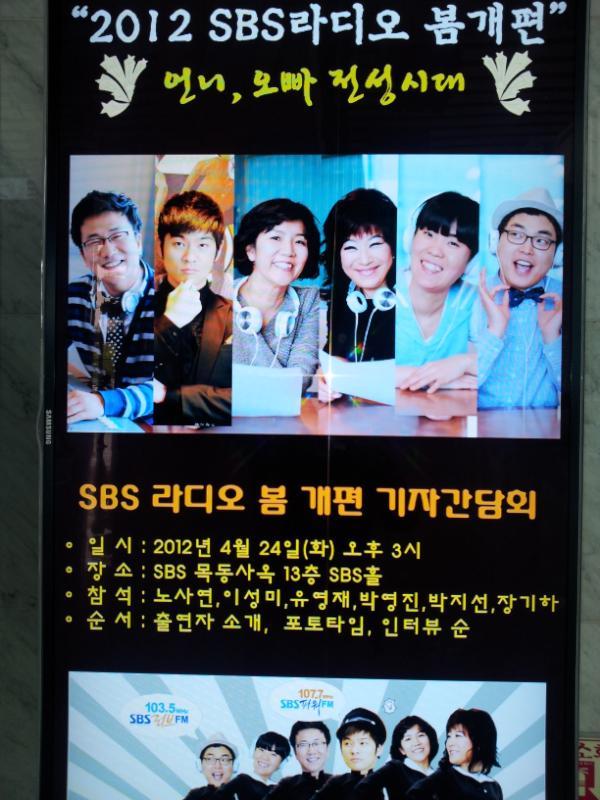 “2012 SBS라디오 봄개편”
언니, 오빠 전성시대
SAMSUNG
SBS 라디오 봄 개편 기자간담회
일 시 : 2012년 4월 24일(화) 오후 3시
장 소 : SBS 목동사옥 13층 SBS홀
참 석 : 노사연,이성미,유영재,박영진,박지선,장기하
순 서 : 출연자 소개, 포토타임, 인터뷰 순
103.5 MHz
SBS 러브FM
107.7 MHz
SBS 파워FM